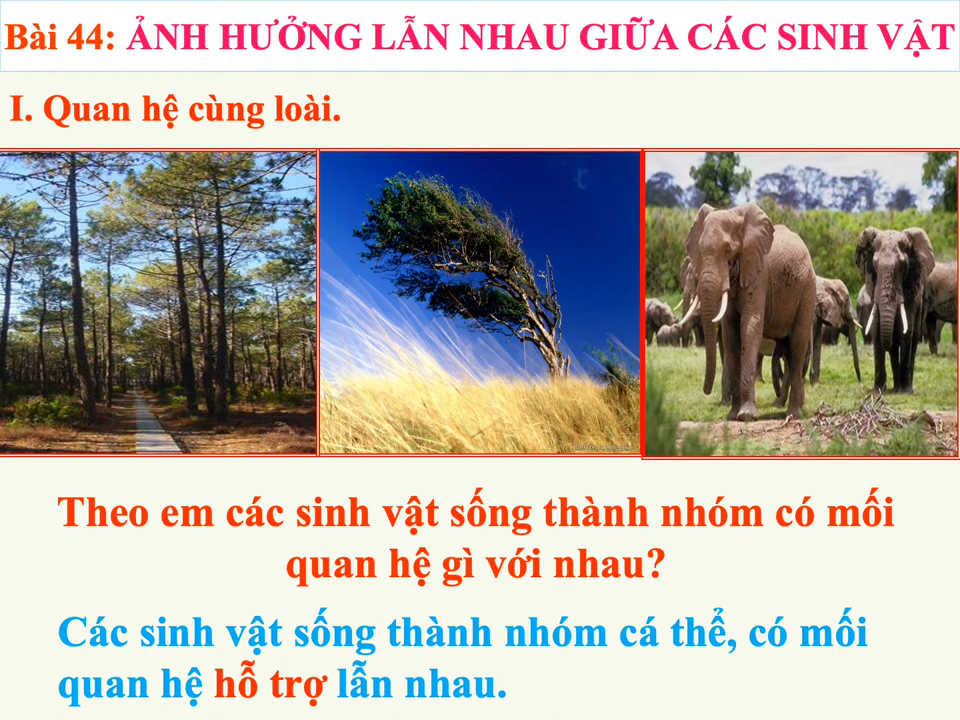 Bài 44: ẢNH HƯỞNG LẪN NHAU GIỮA CÁC SINH VẬT
I. Quan hệ cùng loài.
Theo em các sinh vật sống thành nhóm có mối
quan hệ gì với nhau?
Các sinh vật sống thành nhóm cá thể, có mối
quan hệ hỗ trợ lẫn nhau.